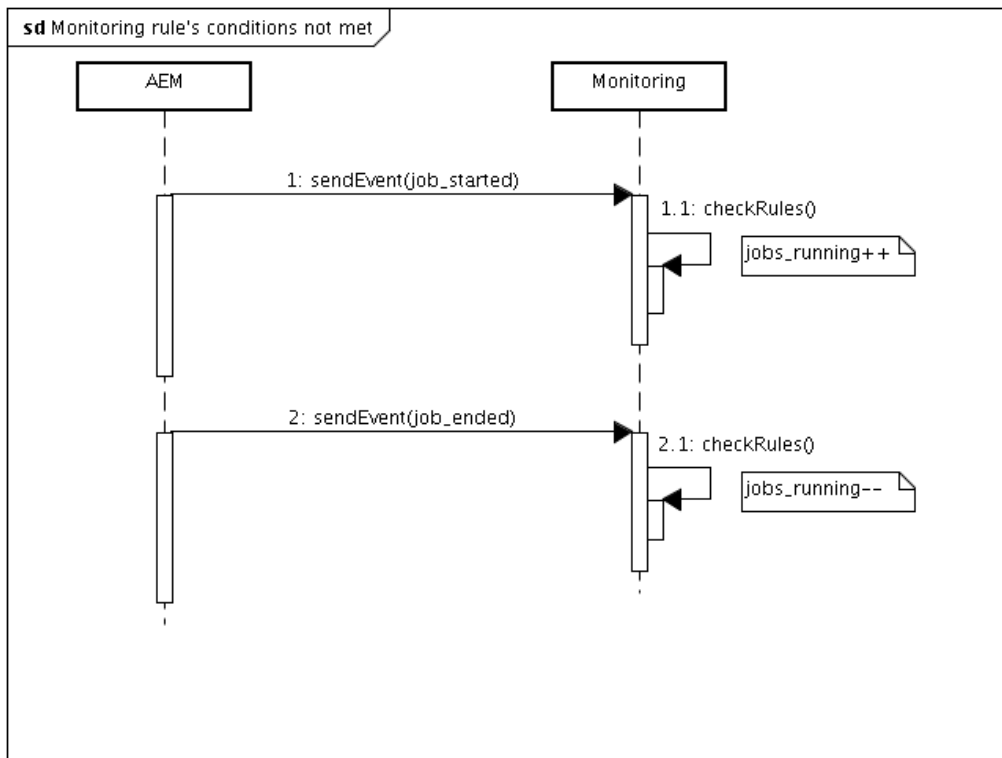 sd Monitoring rule's conditions not met
AEM
Monitoring
1: sendEvent(job_started)
1.1: checkRules()
jobs_running++
2: sendEvent(job_ended)
2.1: checkRules()
jobs_running--